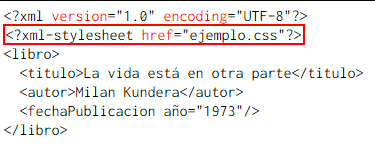 <?xml version="1.0" encoding="UTF-8"?>
<?xml-stylesheet href="ejemplo.css"?>
<libro>
  <titulo>La vida está en otra parte</titulo>
  <autor>Milan Kundera</autor>
  <fechaPublicacion año="1973"/>
</libro>